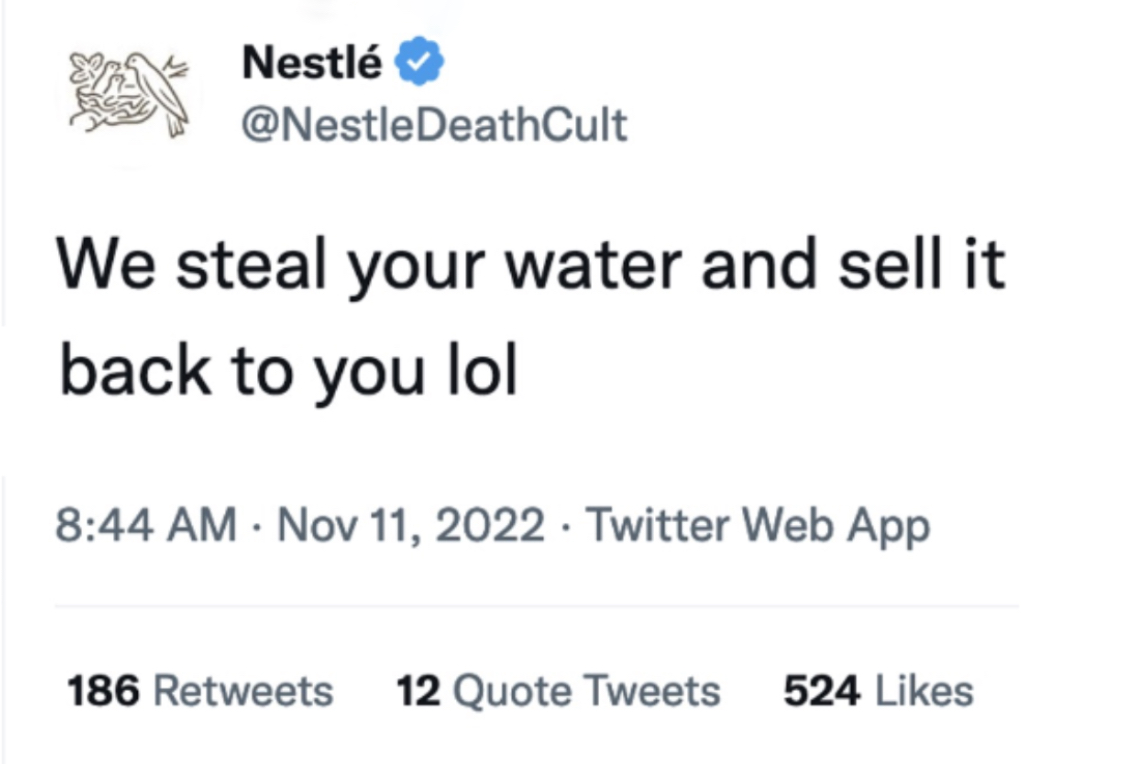 Nestlé
@NestleDeathCult
We steal your water and sell it
back to you lol
8:44 AM · Nov 11, 2022 · Twitter Web App
186 Retweets 12 Quote Tweets 524 Likes